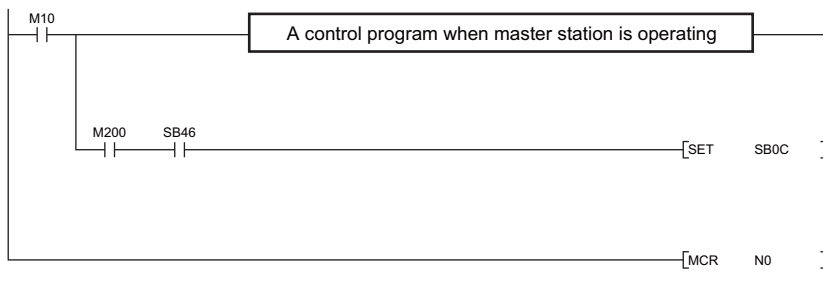 M10
A control program when master station is operating
M200 SB46
SET SB0C
MCR N0